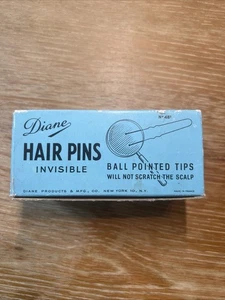 Diane
HAIR PINS
INVISIBLE
BALL POINTED TIPS
WILL NOT SCRATCH THE SCALP
DIANE PRODUCTS & MFG., CO. NEW YORK 10, N.Y.